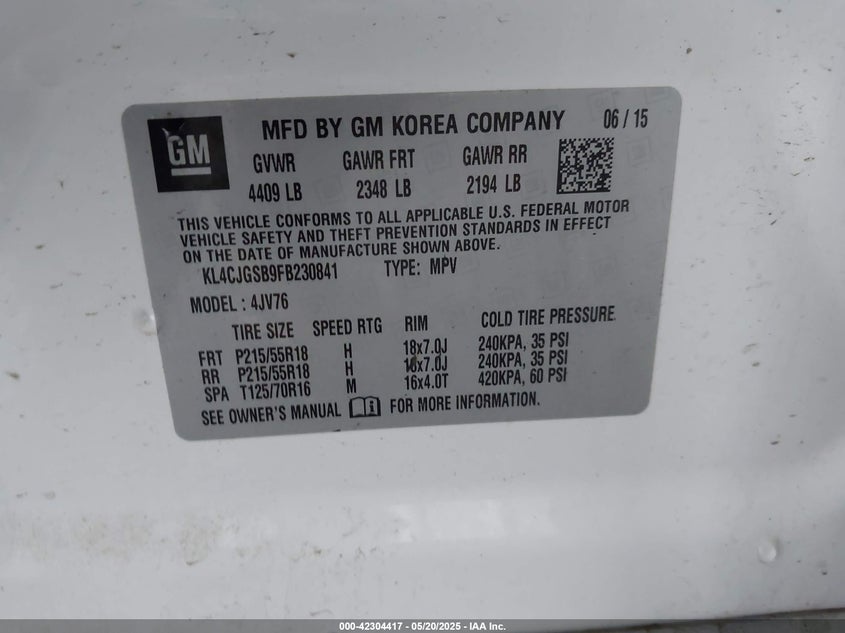 GM
MFD BY GM KOREA COMPANY 06 / 15
GVWR GAWR FRT GAWR RR
4409 LB 2348 LB 2194 LB
THIS VEHICLE CONFORMS TO ALL APPLICABLE U.S. FEDERAL MOTOR
VEHICLE SAFETY AND THEFT PREVENTION STANDARDS IN EFFECT
ON THE DATE OF MANUFACTURE SHOWN ABOVE.
KL4CJGSB9FB230841 TYPE: MPV
MODEL : 4JV76
TIRE SIZE SPEED RTG RIM COLD TIRE PRESSURE
FRT P215/55R18 H 18x7.0J 240KPA, 35 PSI
RR P215/55R18 H 18x7.0J 240KPA, 35 PSI
SPA T125/70R16 M 16x4.0T 420KPA, 60 PSI
SEE OWNER'S MANUAL FOR MORE INFORMATION.
000-42304417 - 05/20/2025 - IAA Inc.